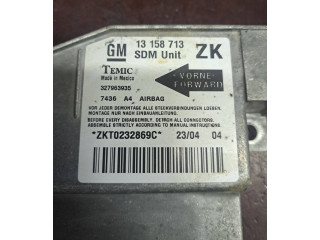 GM 13 158 713 ZK
SDM Unit
TEMIC
Made in Mexico
327963935
VORNE
FORWARD
7436 A4 AIRBAG
VOR JEDER DEMONTAGE ALLE STECKVERBINDUNGEN LOESEN.
MONTAGE NUR NACH EINBAUANLEITUNG.
BEFORE EVERY DISASSEMBLY: DETACH ALL CONNECTORS.
ASSEMBLY STRICTLY ACCORDING TO MANUAL INSTRUCTIONS
*ZKT0232869C* 23/04 04